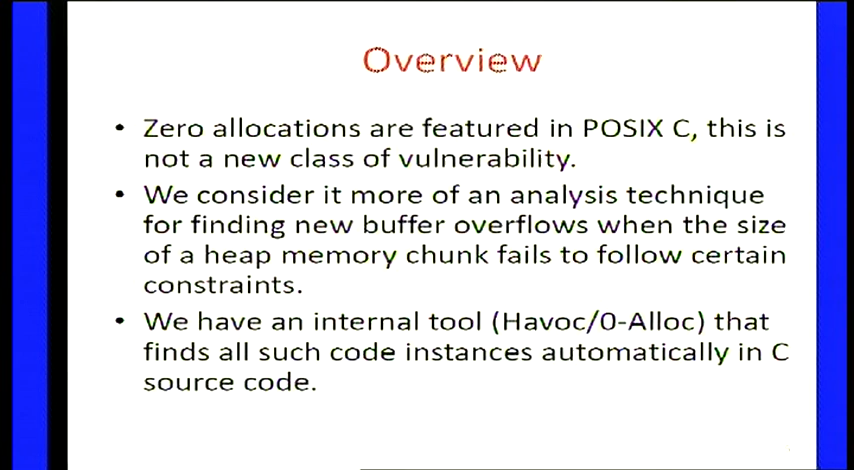 Overview
• Zero allocations are featured in POSIX C, this is
not a new class of vulnerability.
• We consider it more of an analysis technique
for finding new buffer overflows when the size
of a heap memory chunk fails to follow certain
constraints.
• We have an internal tool (Havoc/0-Alloc) that
finds all such code instances automatically in C
source code.